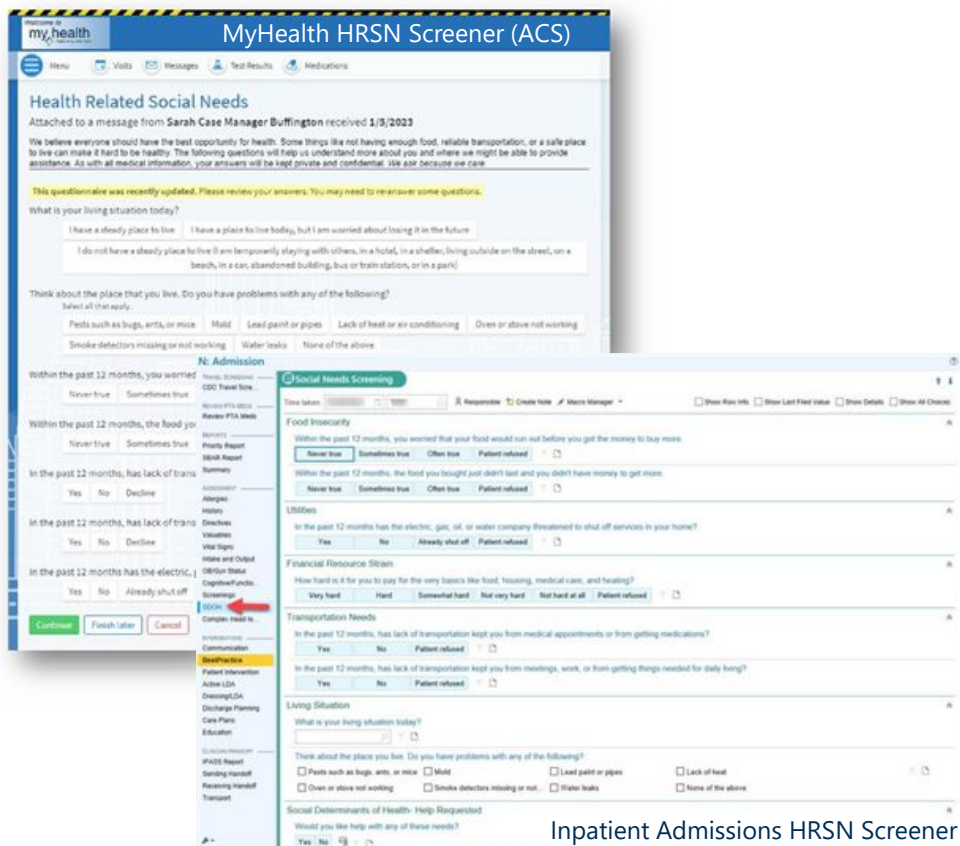 Welcome to
my health
MyHealth HRSN Screener (ACS)
Menu Visits Messages Test Results Medications
Health Related Social Needs
Attached to a message from Sarah Case Manager Buffington received 1/5/2023
We believe everyone should have the best opportunity for health. Some things like not having enough food, reliable transportation, or a safe place
to live can make it hard to be healthy. The following questions will help us understand more about you and where we might be able to provide
assistance. As with all medical information, your answers will be kept private and confidential. We ask because we care.
This questionnaire was recently updated. Please review your answers. You may need to re-answer some questions.
What is your living situation today?
I have a steady place to live I have a place to live today, but I am worried about losing it in the future
I do not have a steady place to live (I am temporarily staying with others, in a hotel, in a shelter, living outside on the street, on a
beach, in a car, abandoned building, bus or train station, or in a park)
Think about the place that you live. Do you have problems with any of the following?
Select all that apply.
Pests such as bugs, ants, or mice Mold Lead paint or pipes Lack of heat or air conditioning Oven or stove not working
Smoke detectors missing or not working Water leaks None of the above
Within the past 12 months, you worried
Never true Sometimes true
Within the past 12 months, the food you
Never true Sometimes true
In the past 12 months, has lack of trans
Yes No Decline
In the past 12 months, has lack of trans
Yes No Decline
In the past 12 months has the electric,
Yes No Already shut off
Continue Finish later Cancel
N: Admission
CDC Travel Scre...
REVIEW PTA MEDS
Review PTA Meds
REPORTS
Priority Report
SBAR Report
Summary
ASSESSMENT
Allergies
History
Directives
Valuables
Vital Signs
Intake and Output
OB/Gyn Status
Cognitive/Functio...
Screenings
SDOH
Complex Head to...
INTERVENTIONS
Communication
BestPractice
Patient Intervention
Active LDA
Dressing/LDA
Discharge Planning
Care Plans
Education
IPASS Report
Sending Handoff
Receiving Handoff
Transport
Social Needs Screening
Time taken: Responsible Create Note Macro Manager Show Row Info Show Last Filed Value Show Details Show All Choices
Food Insecurity
Within the past 12 months, you worried that your food would run out before you got the money to buy more.
Never true Sometimes true Often true Patient refused
Within the past 12 months, the food you bought just didn't last and you didn't have money to get more.
Never true Sometimes true Often true Patient refused
Utilities
In the past 12 months has the electric, gas, oil, or water company threatened to shut off services in your home?
Yes No Already shut off Patient refused
Financial Resource Strain
How hard is it for you to pay for the very basics like food, housing, medical care, and heating?
Very hard Hard Somewhat hard Not very hard Not hard at all Patient refused
Transportation Needs
In the past 12 months, has lack of transportation kept you from medical appointments or from getting medications?
Yes No Patient refused
In the past 12 months, has lack of transportation kept you from meetings, work, or from getting things needed for daily living?
Yes No Patient refused
Living Situation
What is your living situation today?
Think about the place you live. Do you have problems with any of the following?
Pests such as bugs, ants, or mice Mold Lead paint or pipes Lack of heat
Oven or stove not working Smoke detectors missing or not... Water leaks None of the above
Social Determinants of Health- Help Requested
Would you like help with any of these needs?
Yes No
Inpatient Admissions HRSN Screener